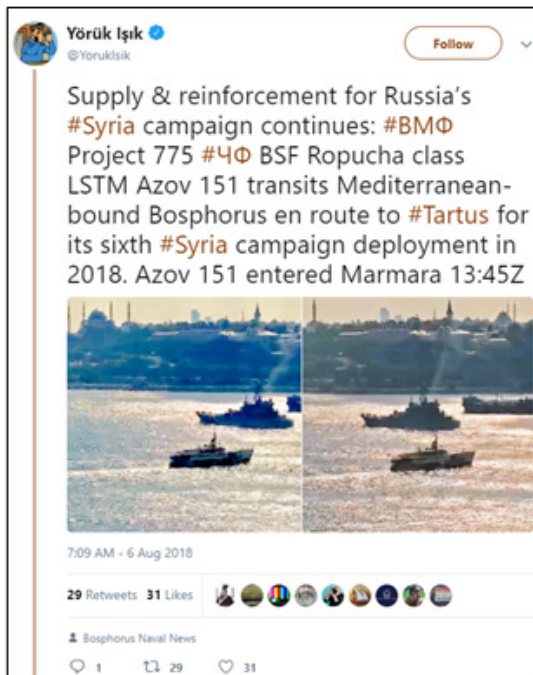 Yörük Işık
@YorukIsik
Follow
Supply & reinforcement for Russia's
#Syria campaign continues: #ВМФ
Project 775 #ЧФ BSF Ropucha class
LSTM Azov 151 transits Mediterranean-
bound Bosphorus en route to #Tartus for
its sixth #Syria campaign deployment in
2018. Azov 151 entered Marmara 13:45Z
7:09 AM - 6 Aug 2018
29 Retweets 31 Likes
Bosphorus Naval News
1 29 31